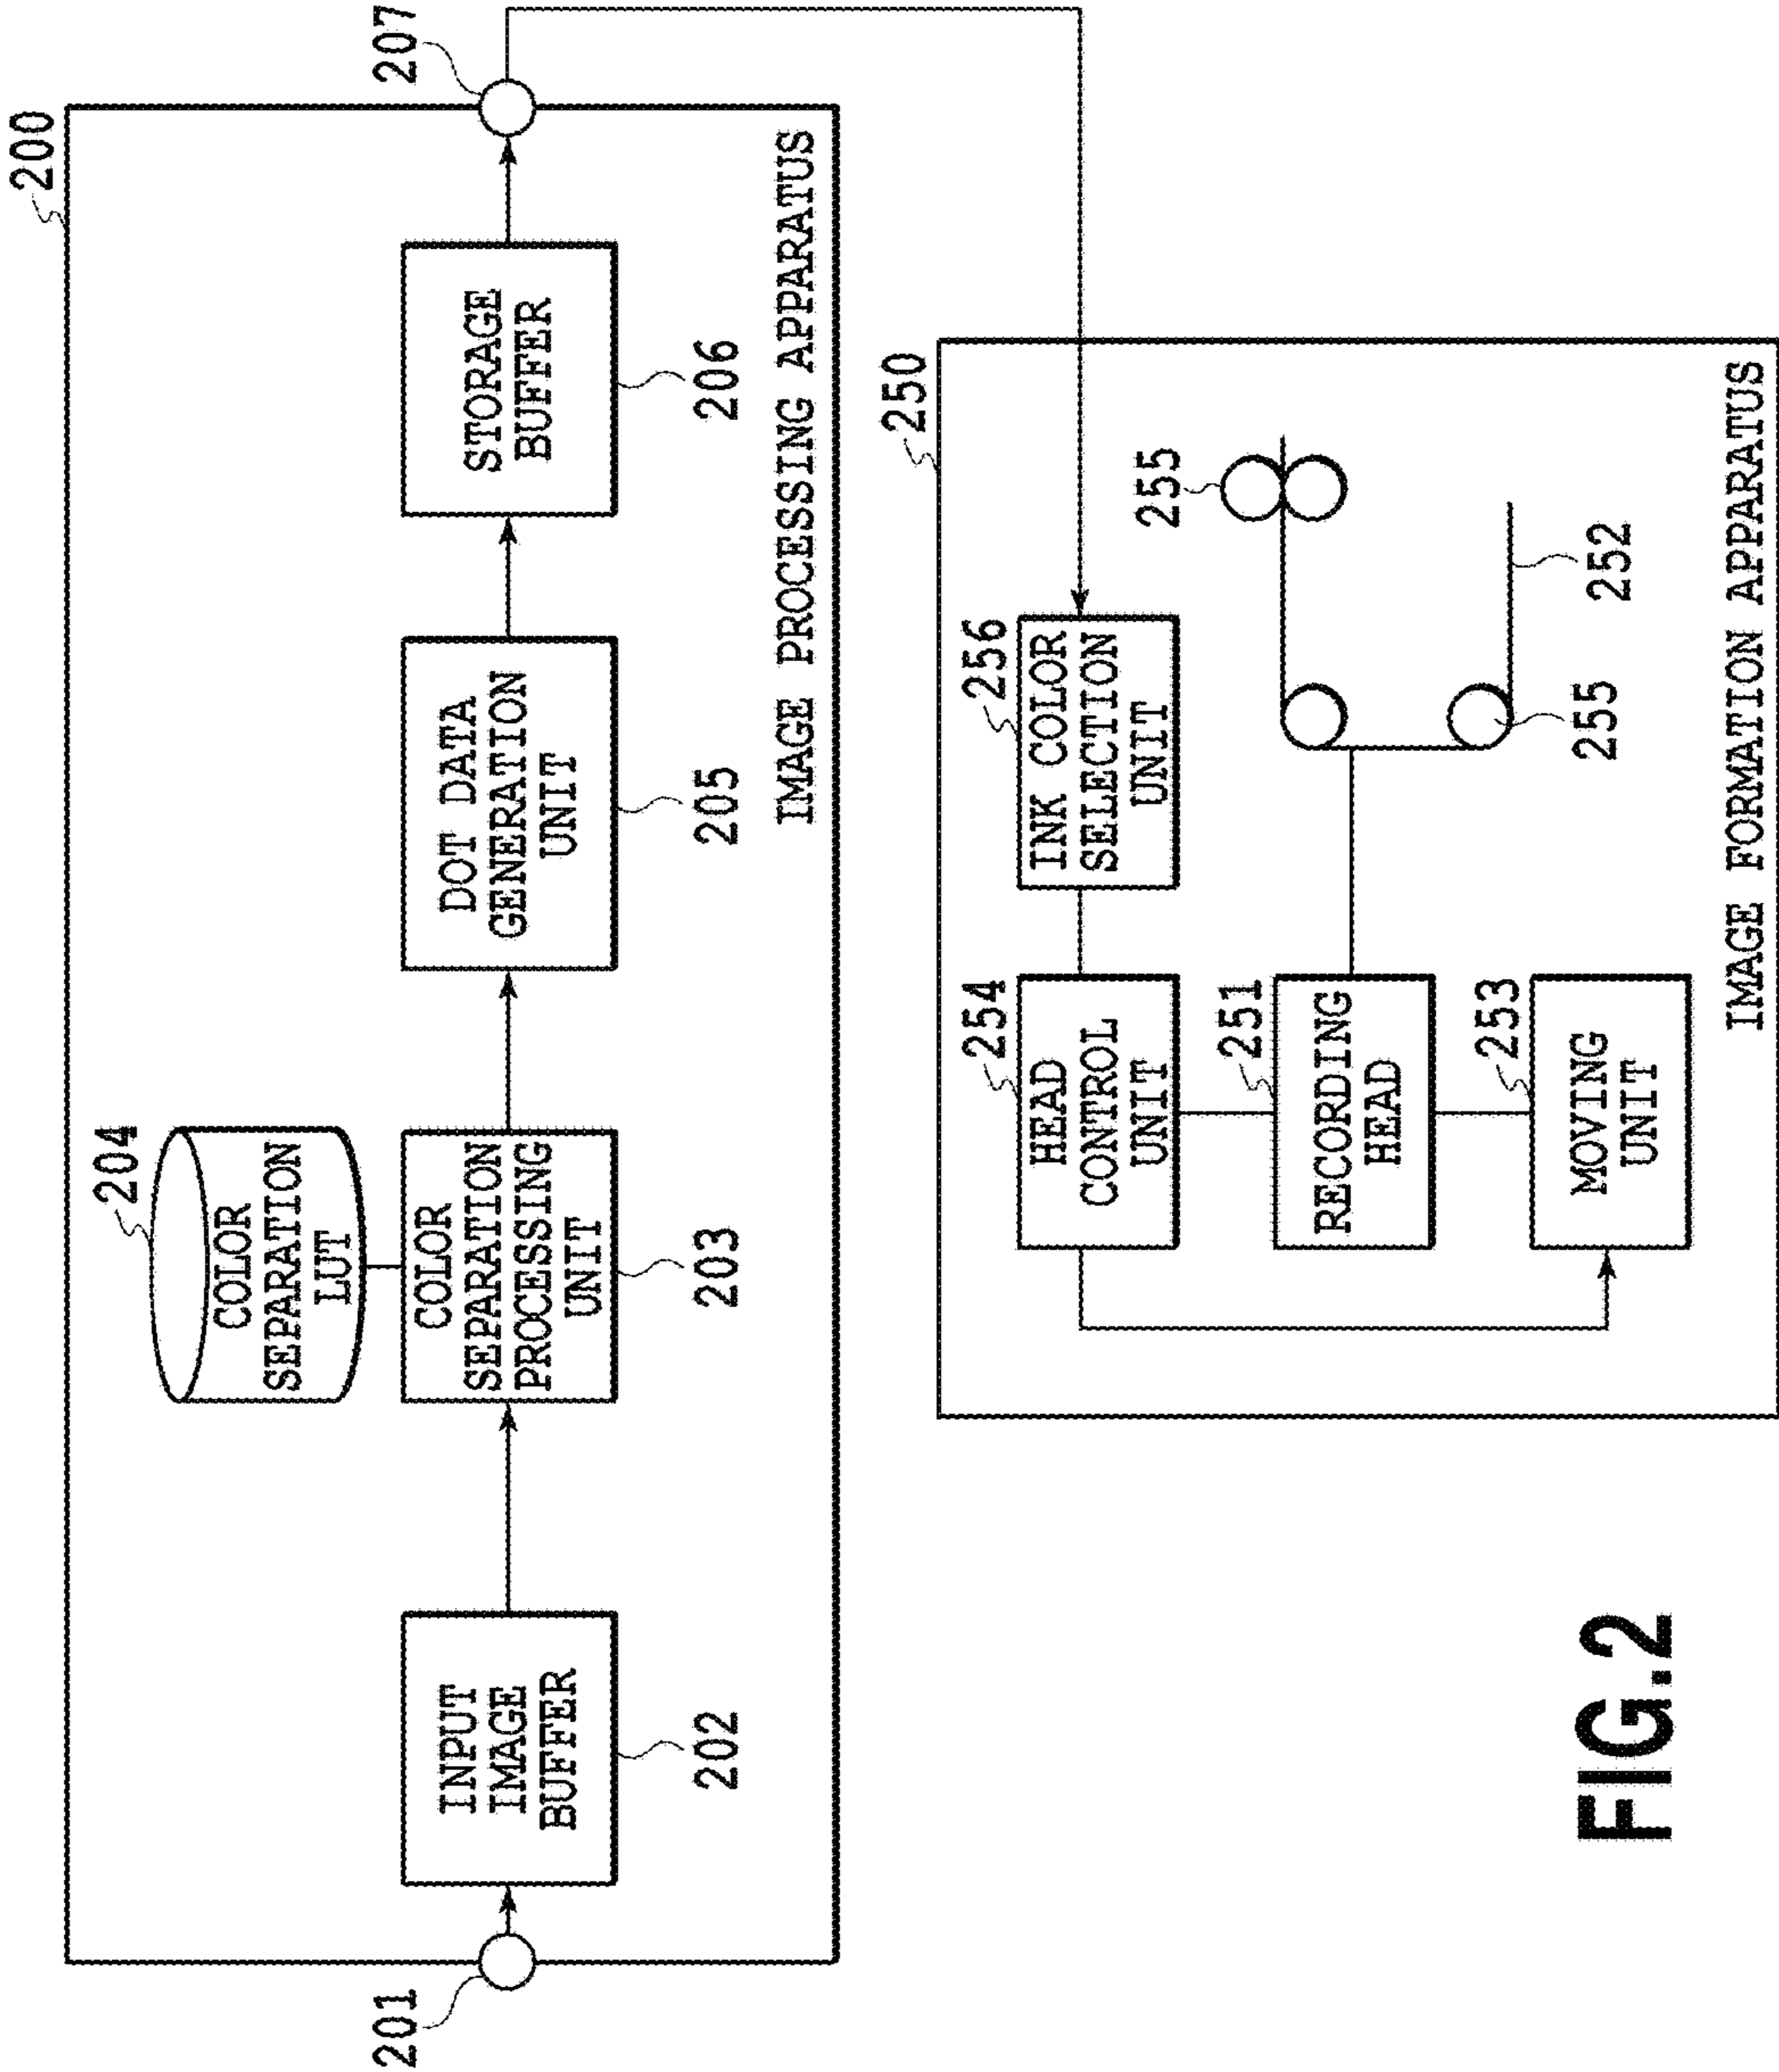 200
204
COLOR
SEPARATION
LUT
201
207
INPUT
IMAGE
BUFFER
COLOR
SEPARATION
PROCESSING
UNIT
DOT DATA
GENERATION
UNIT
STORAGE
BUFFER
202
203
205
206
IMAGE PROCESSING APPARATUS
250
254
HEAD
CONTROL
UNIT
256
INK COLOR
SELECTION
UNIT
251
RECORDING
HEAD
255
253
MOVING
UNIT
255
252
IMAGE FORMATION APPARATUS
FIG.2